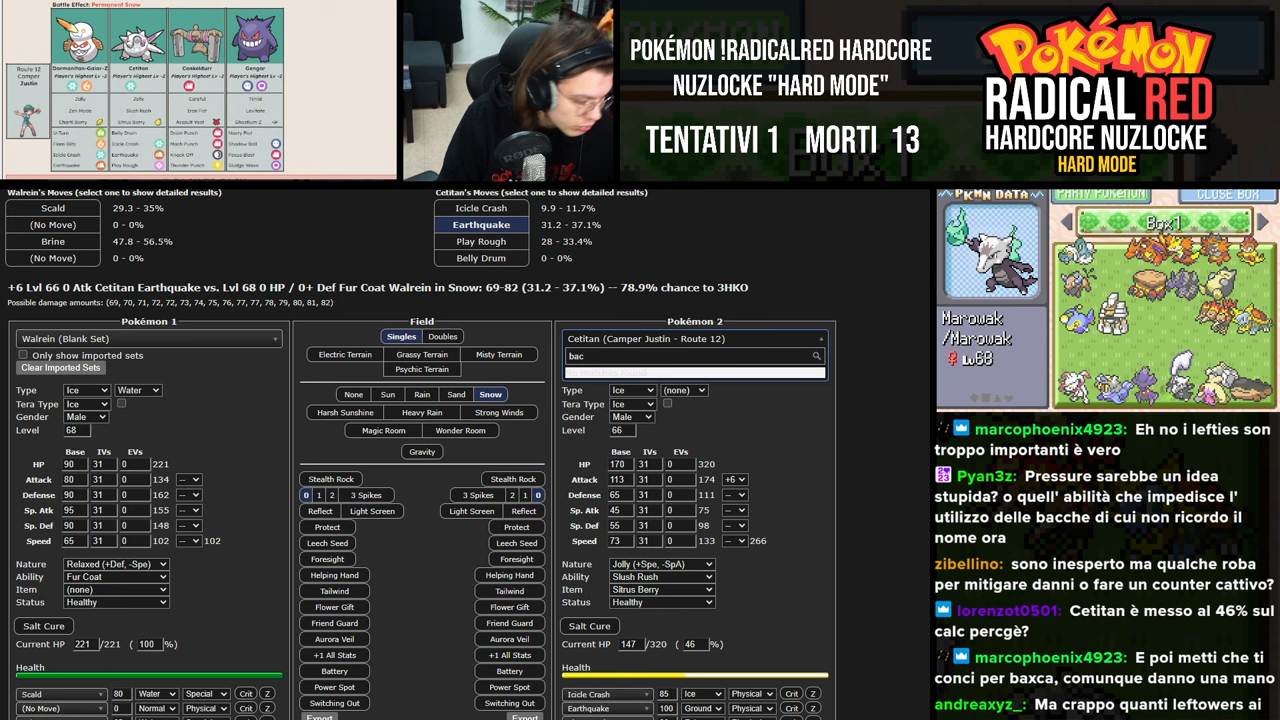 Battle Effect: Permanent Snow
Route 12
Camper
Justin
Darmanitan-Galar-Z
Cetitan
Conkeldurr
Gengar
Player's Highest Lv -2
Player's Highest Lv -2
Player's Highest Lv -2
Player's Highest Lv -2
Jolly
Jolly
Careful
Timid
Zen Mode
Slush Rush
Iron Fist
Levitate
Sitrus Berry
Assault Vest
Ghostium Z
U-Turn
Belly Drum
Drain Punch
Nasty Plot
Flare Blitz
Icicle Crash
Mach Punch
Shadow Ball
Icicle Crash
Earthquake
Knock Off
Focus Blast
Earthquake
Play Rough
Thunder Punch
Sludge Wave
RODE
POKÉMON !RADICALRED HARDCORE
NUZLOCKE "HARD MODE"
TENTATIVI 1 MORTI 13
POKÉMON
RADICAL RED
HARDCORE NUZLOCKE
HARD MODE
Walrein's Moves (select one to show detailed results)
Scald 29.3 - 35%
(No Move) 0 - 0%
Brine 47.8 - 56.5%
(No Move) 0 - 0%
Cetitan's Moves (select one to show detailed results)
Icicle Crash 9.9 - 11.7%
Earthquake 31.2 - 37.1%
Play Rough 28 - 33.4%
Belly Drum 0 - 0%
+6 Lvl 66 0 Atk Cetitan Earthquake vs. Lvl 68 0 HP / 0+ Def Fur Coat Walrein in Snow: 69-82 (31.2 - 37.1%) -- 78.9% chance to 3HKO
Possible damage amounts: (69, 70, 71, 72, 72, 73, 74, 75, 76, 77, 77, 78, 79, 80, 81, 82)
Pokémon 1
Walrein (Blank Set)
Only show imported sets
Clear Imported Sets
Type Ice Water
Tera Type Ice
Gender Male
Level 68
Base IVs EVs
HP 90 31 0 221
Attack 80 31 0 134 --
Defense 90 31 0 162 --
Sp. Atk 95 31 0 155 --
Sp. Def 90 31 0 148 --
Speed 65 31 0 102 -- 102
Nature Relaxed (+Def, -Spe)
Ability Fur Coat
Item (none)
Status Healthy
Salt Cure
Current HP 221 /221 ( 100 %)
Health
Scald 80 Water Special Crit Z
(No Move) 0 Normal Physical Crit Z
Field
Singles Doubles
Electric Terrain Grassy Terrain Misty Terrain
Psychic Terrain
None Sun Rain Sand Snow
Harsh Sunshine Heavy Rain Strong Winds
Magic Room Wonder Room
Gravity
Stealth Rock Stealth Rock
0 1 2 3 Spikes 3 Spikes 2 1 0
Reflect Light Screen Light Screen Reflect
Protect Protect
Leech Seed Leech Seed
Foresight Foresight
Helping Hand Helping Hand
Tailwind Tailwind
Flower Gift Flower Gift
Friend Guard Friend Guard
Aurora Veil Aurora Veil
+1 All Stats +1 All Stats
Battery Battery
Power Spot Power Spot
Switching Out Switching Out
Export Export
Pokémon 2
Cetitan (Camper Justin - Route 12)
bac
Type Ice (none)
Tera Type Ice
Gender Male
Level 66
Base IVs EVs
HP 170 31 0 320
Attack 113 31 0 174 +6
Defense 65 31 0 111 --
Sp. Atk 45 31 0 75 --
Sp. Def 55 31 0 98 --
Speed 73 31 0 133 -- 266
Nature Jolly (+Spe, -SpA)
Ability Slush Rush
Item Sitrus Berry
Status Healthy
Salt Cure
Current HP 147 /320 ( 46 %)
Health
Icicle Crash 85 Ice Physical Crit Z
Earthquake 100 Ground Physical Crit Z
PKMN DATA
PARTY POKéMON
CLOSE BOX
Box1
Marowak
/Marowak
♀ Lv68
marcophoenix4923: Eh no i lefties son
troppo importanti è vero
Pyan3z: Pressure sarebbe un idea
stupida? o quell' abilità che impedisce l'
utilizzo delle bacche di cui non ricordo il
nome ora
zibellino: sono inesperto ma qualche roba
per mitigare danni o fare un counter cattivo?
lorenzot0501: Cetitan è messo al 46% sul
calc percgè?
marcophoenix4923: E poi metti che ti
conci per baxca, comunque danno una mano
andreaxyz_: Ma crappo quanti leftowers ai